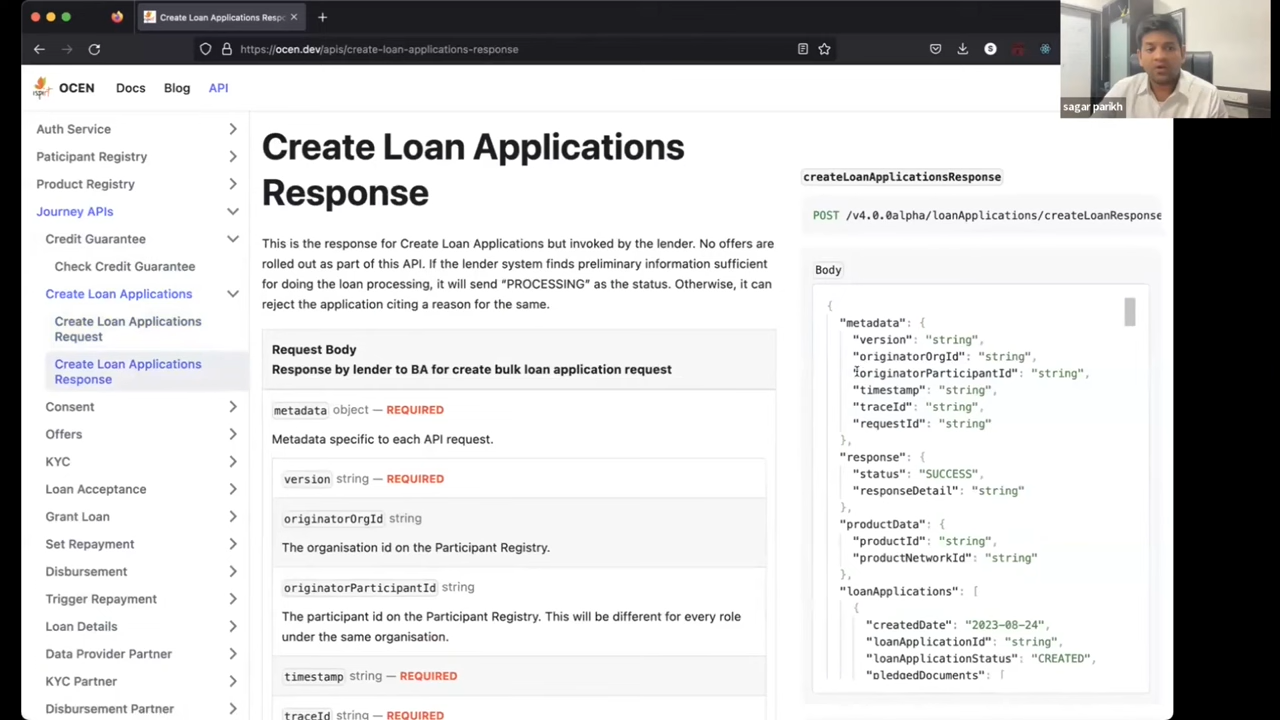 Create Loan Applications Respo
https://ocen.dev/apis/create-loan-applications-response
S
sagar parikh
OCEN
Docs
Blog
API
Auth Service
Paticipant Registry
Product Registry
Journey APIs
Credit Guarantee
Check Credit Guarantee
Create Loan Applications
Create Loan Applications
Request
Create Loan Applications
Response
Consent
Offers
KYC
Loan Acceptance
Grant Loan
Set Repayment
Disbursement
Trigger Repayment
Loan Details
Data Provider Partner
KYC Partner
Disbursement Partner
Create Loan Applications
Response
This is the response for Create Loan Applications but invoked by the lender. No offers are
rolled out as part of this API. If the lender system finds preliminary information sufficient
for doing the loan processing, it will send “PROCESSING” as the status. Otherwise, it can
reject the application citing a reason for the same.
Request Body
Response by lender to BA for create bulk loan application request
metadata object — REQUIRED
Metadata specific to each API request.
version string — REQUIRED
originatorOrgId string
The organisation id on the Participant Registry.
originatorParticipantId string
The participant id on the Participant Registry. This will be different for every role
under the same organisation.
timestamp string — REQUIRED
traceId string — REQUIRED
createLoanApplicationsResponse
POST /v4.0.0alpha/loanApplications/createLoanResponse
Body
{
"metadata": {
"version": "string",
"originatorOrgId": "string",
"originatorParticipantId": "string",
"timestamp": "string",
"traceId": "string",
"requestId": "string"
},
"response": {
"status": "SUCCESS",
"responseDetail": "string"
},
"productData": {
"productId": "string",
"productNetworkId": "string"
},
"loanApplications": [
{
"createdDate": "2023-08-24",
"loanApplicationId": "string",
"loanApplicationStatus": "CREATED",
"pledgedDocuments": [